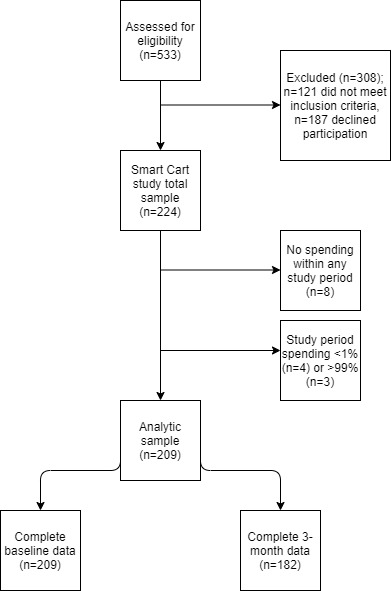 Assessed for
eligibility
(n=533)
Excluded (n=308);
n=121 did not meet
inclusion criteria,
n=187 declined
participation
Smart Cart
study total
sample
(n=224)
No spending
within any
study period
(n=8)
Study period
spending <1%
(n=4) or >99%
(n=3)
Analytic
sample
(n=209)
Complete
baseline data
(n=209)
Complete 3-
month data
(n=182)